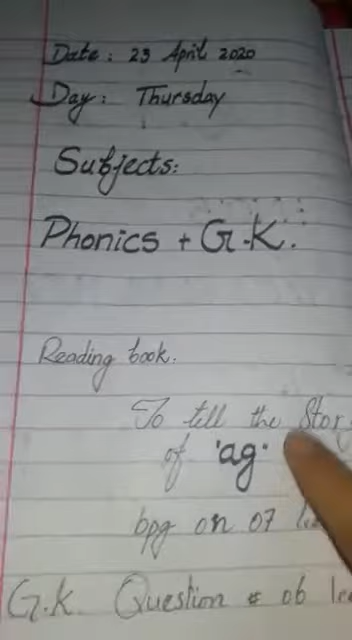 Date: 23 April 2020
Day: Thursday
Subjects:
Phonics + G.K.
Reading book.
To tell the Stor
of 'ag'
bpg on 07
G.K. Question # 06